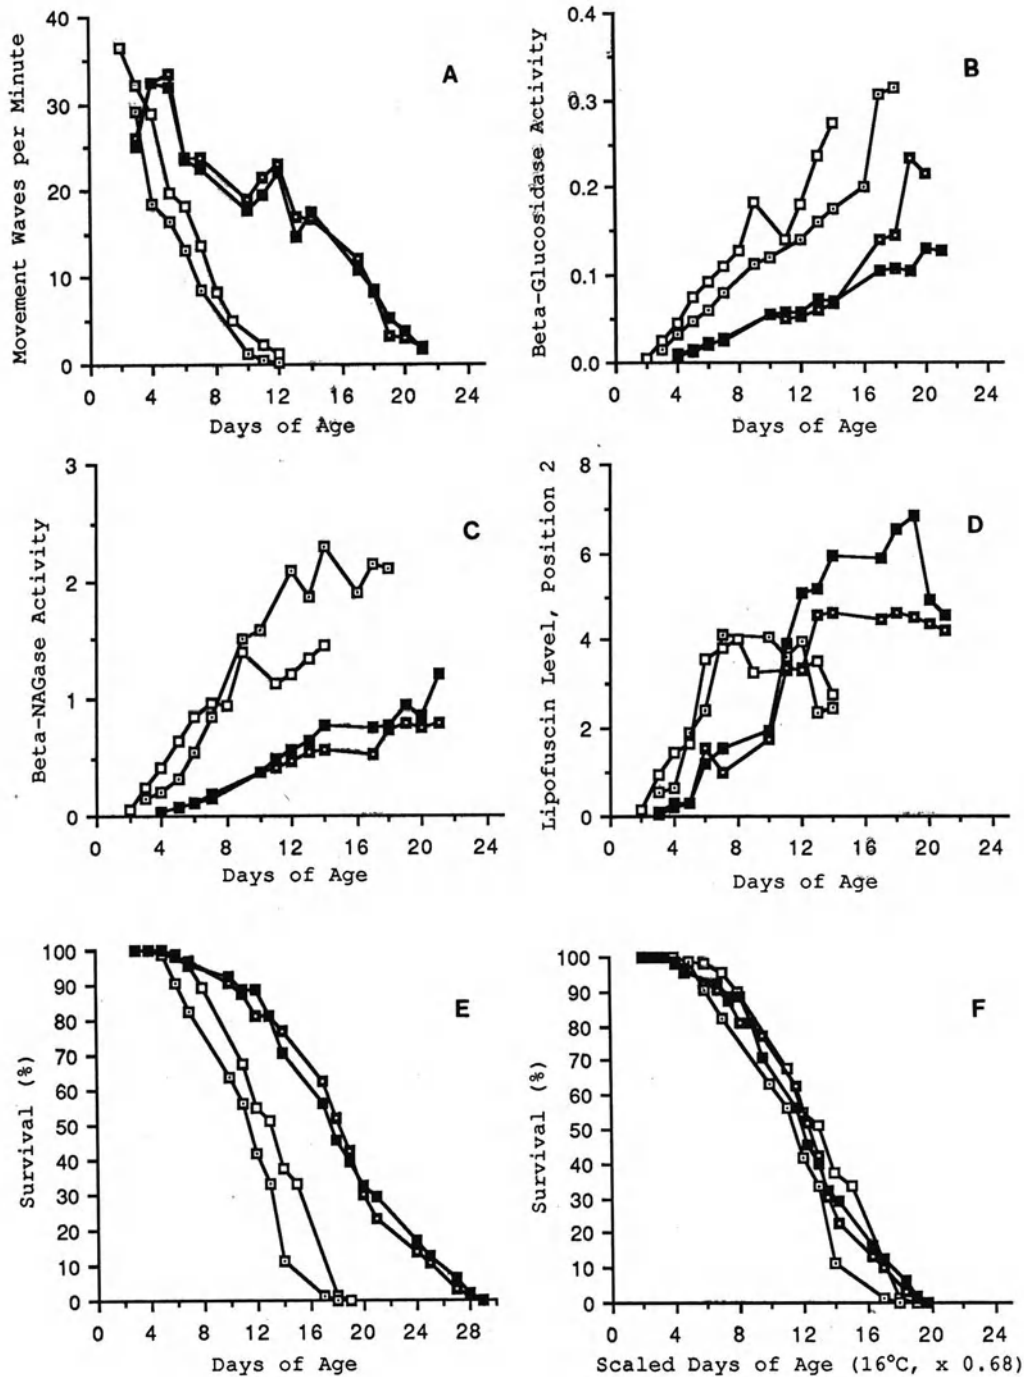 A
Movement Waves per Minute
40
30
20
10
0
0 4 8 12 16 20 24
Days of Age
B
Beta-Glucosidase Activity
0.4
0.3
0.2
0.1
0.0
0 4 8 12 16 20 24
Days of Age
C
Beta-NAGase Activity
3
2
1
0
0 4 8 12 16 20 24
Days of Age
D
Lipofuscin Level, Position 2
8
6
4
2
0
0 4 8 12 16 20 24
Days of Age
E
Survival (%)
100
90
80
70
60
50
40
30
20
10
0
0 4 8 12 16 20 24 28
Days of Age
F
Survival (%)
100
90
80
70
60
50
40
30
20
10
0
0 4 8 12 16 20 24
Scaled Days of Age (16°C, x 0.68)